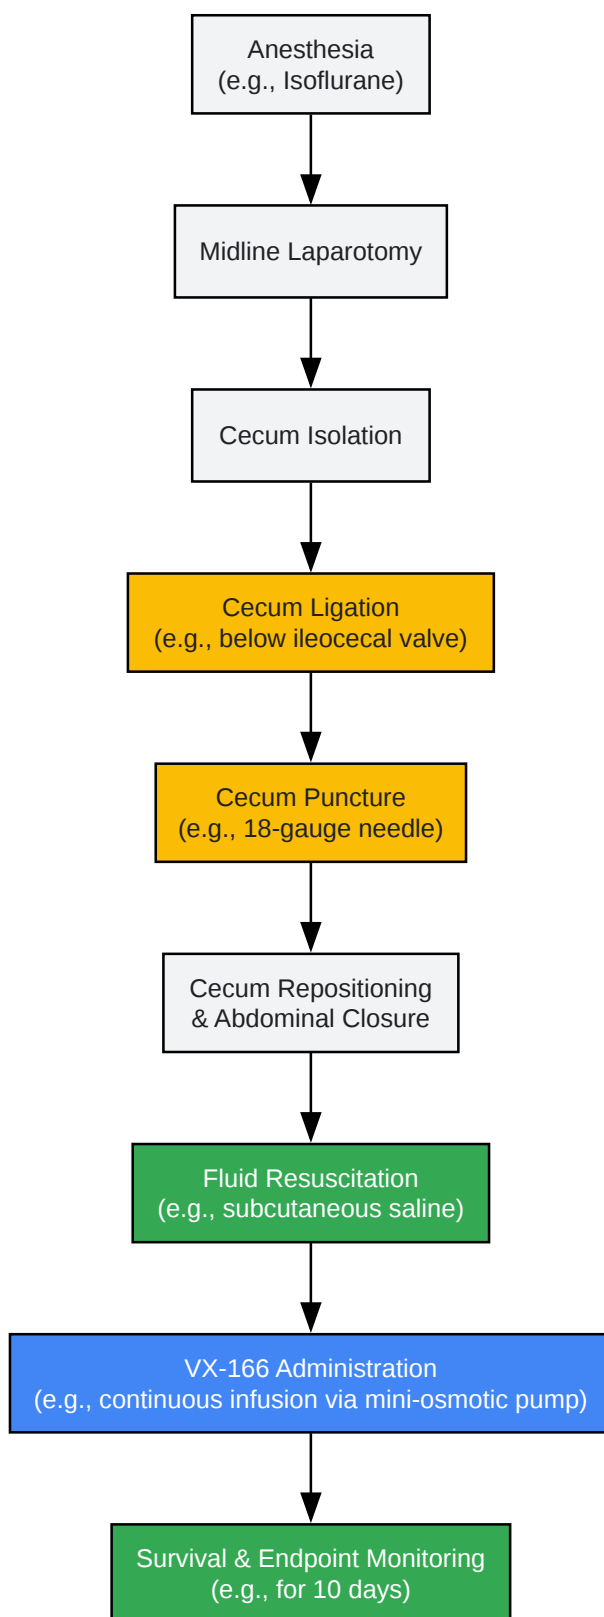 Anesthesia
(e.g., Isoflurane)
Midline Laparotomy
Cecum Isolation
Cecum Ligation
(e.g., below ileocecal valve)
Cecum Puncture
(e.g., 18-gauge needle)
Cecum Repositioning
& Abdominal Closure
Fluid Resuscitation
(e.g., subcutaneous saline)
VX-166 Administration
(e.g., continuous infusion via mini-osmotic pump)
Survival & Endpoint Monitoring
(e.g., for 10 days)